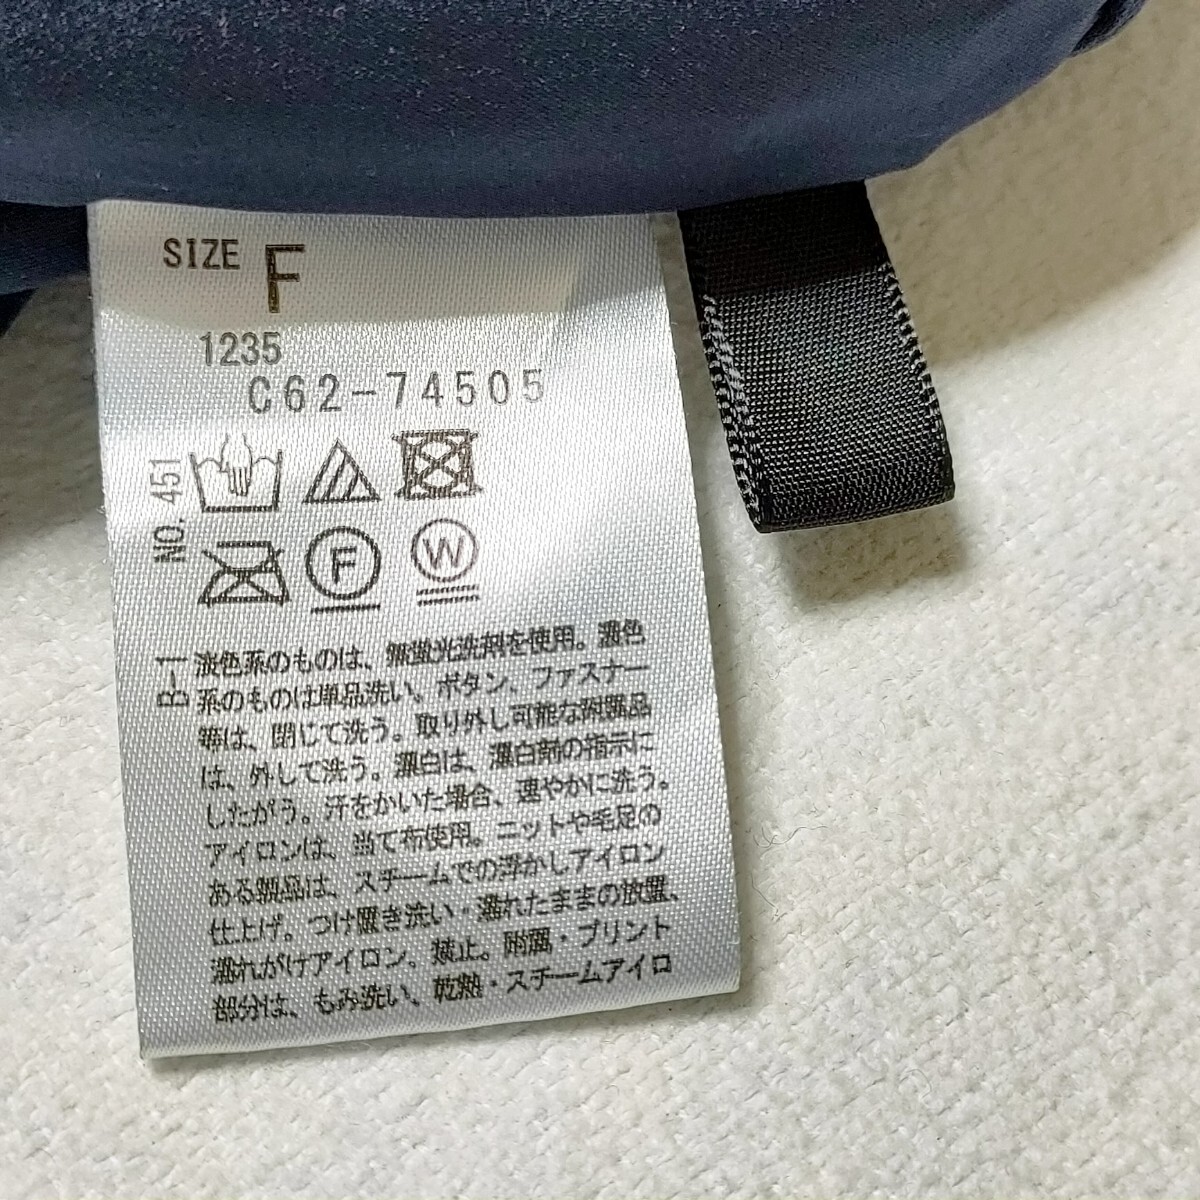 SIZE F
1235
C62-74505
NO. 451
F
W
B-1
淡色系のものは、無蛍光洗剤を使用。濃色
系のものは単品洗い。ボタン、ファスナー
等は、閉じて洗う。取り外し可能な附属品
は、外して洗う。漂白は、漂白剤の指示に
したがう。汗をかいた場合、速やかに洗う。
アイロンは、当て布使用。ニットや毛足の
ある製品は、スチームでの浮かしアイロン
仕上げ。つけ置き洗い・濡れたままの放置、
濡れがけアイロン。禁止。附属・プリント
部分は、もみ洗い、乾熱・スチームアイロ